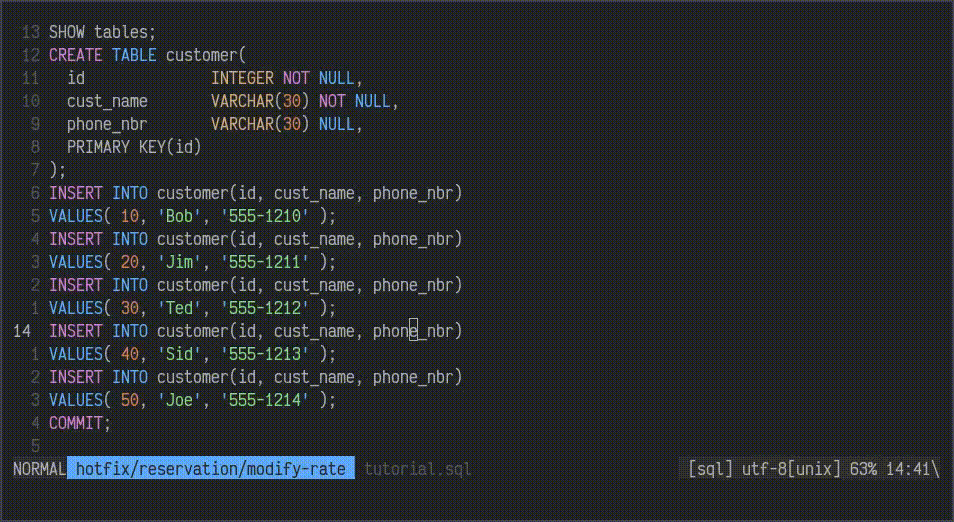 13 SHOW tables;
12 CREATE TABLE customer(
11 id INTEGER NOT NULL,
10 cust_name VARCHAR(30) NOT NULL,
9 phone_nbr VARCHAR(30) NULL,
8 PRIMARY KEY(id)
7 );
6 INSERT INTO customer(id, cust_name, phone_nbr)
5 VALUES( 10, 'Bob', '555-1210' );
4 INSERT INTO customer(id, cust_name, phone_nbr)
3 VALUES( 20, 'Jim', '555-1211' );
2 INSERT INTO customer(id, cust_name, phone_nbr)
1 VALUES( 30, 'Ted', '555-1212' );
14 INSERT INTO customer(id, cust_name, phone_nbr)
1 VALUES( 40, 'Sid', '555-1213' );
2 INSERT INTO customer(id, cust_name, phone_nbr)
3 VALUES( 50, 'Joe', '555-1214' );
4 COMMIT;
5
NORMAL hotfix/reservation/modify-rate tutorial.sql [sql] utf-8[unix] 63% 14:41\